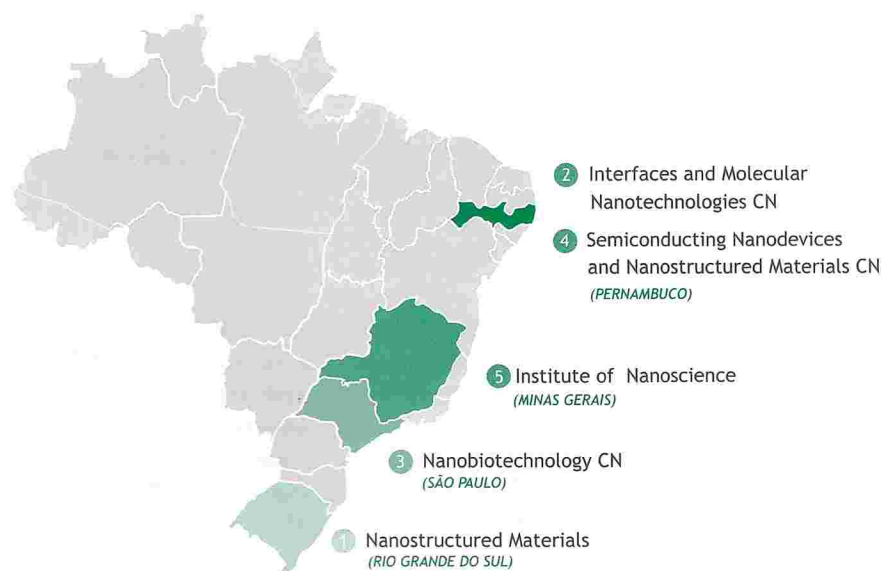 2 Interfaces and Molecular
Nanotechnologies CN
4 Semiconducting Nanodevices
and Nanostructured Materials CN
(PERNAMBUCO)
5 Institute of Nanoscience
(MINAS GERAIS)
3 Nanobiotechnology CN
(SÃO PAULO)
1 Nanostructured Materials
(RIO GRANDE DO SUL)